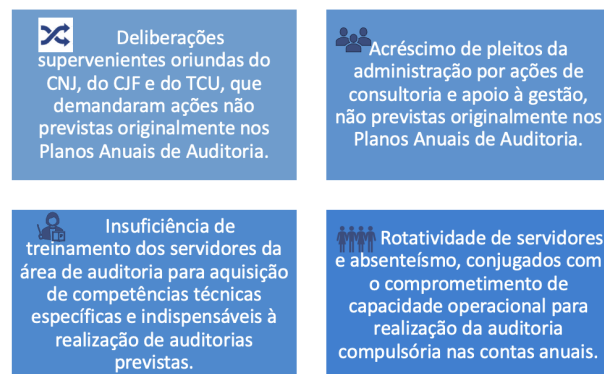 Deliberações
supervenientes oriundas do
CNJ, do CJF e do TCU, que
demandaram ações não
previstas originalmente nos
Planos Anuais de Auditoria.
Acréscimo de pleitos da
administração por ações de
consultoria e apoio à gestão,
não previstas originalmente nos
Planos Anuais de Auditoria.
Insuficiência de
treinamento dos servidores da
área de auditoria para aquisição
de competências técnicas
específicas e indispensáveis à
realização de auditorias
previstas.
Rotatividade de servidores
e absenteísmo, conjugados com
o comprometimento de
capacidade operacional para
realização da auditoria
compulsória nas contas anuais.